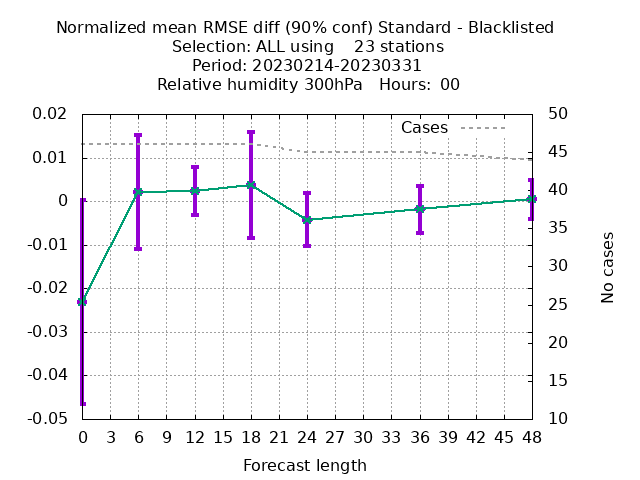 Normalized mean RMSE diff (90% conf) Standard - Blacklisted
Selection: ALL using 23 stations
Period: 20230214-20230331
Relative humidity 300hPa Hours: 00
Cases
0.02
0.01
0
-0.01
-0.02
-0.03
-0.04
-0.05
50
45
40
35
30
25
20
15
10
No cases
0 3 6 9 12 15 18 21 24 27 30 33 36 39 42 45 48
Forecast length